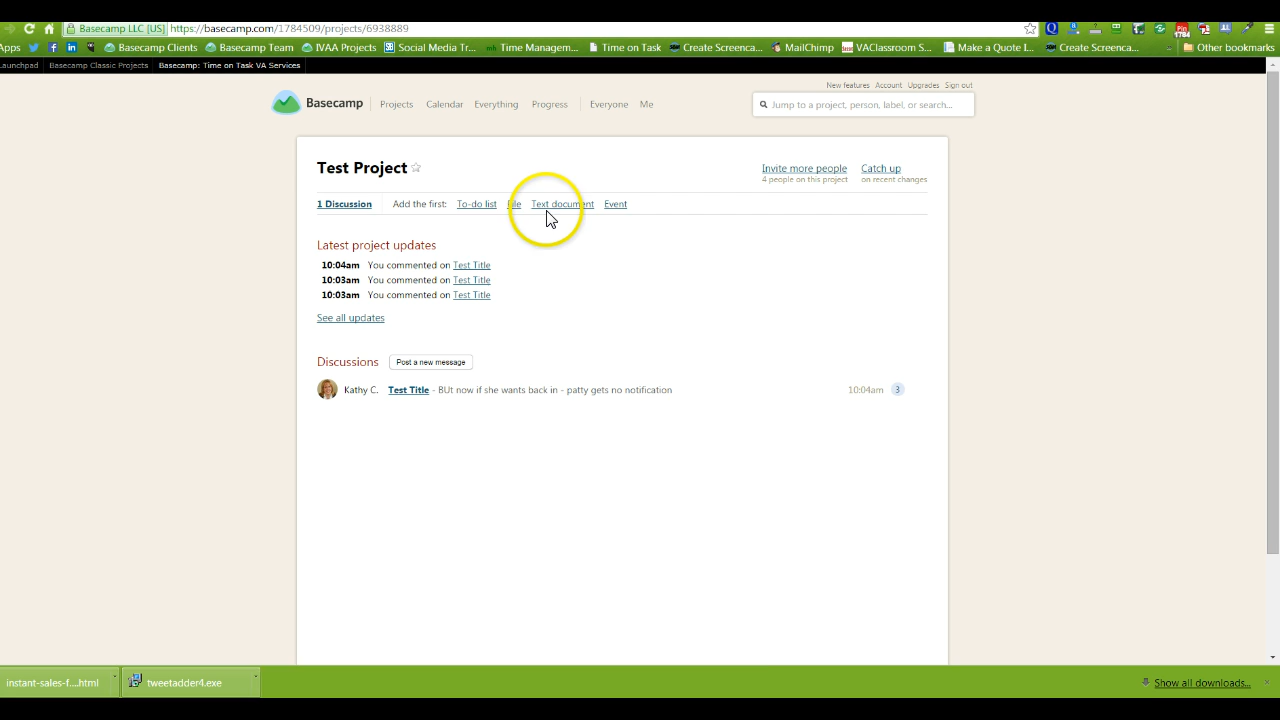 Basecamp LLC [US] https://basecamp.com/1784509/projects/6938889
Apps Basecamp Clients Basecamp Team IVAA Projects Social Media Tr... Time Managem... Time on Task Create Screenca... MailChimp VAClassroom S... Make a Quote I... Create Screenca... Other bookmarks
Launchpad Basecamp Classic Projects Basecamp: Time on Task VA Services
New features Account Upgrades Sign out
Basecamp Projects Calendar Everything Progress Everyone Me Jump to a project, person, label, or search...
Test Project Invite more people Catch up
4 people on this project on recent changes
1 Discussion Add the first: To-do list File Text document Event
Latest project updates
10:04am You commented on Test Title
10:03am You commented on Test Title
10:03am You commented on Test Title
See all updates
Discussions Post a new message
Kathy C. Test Title - BUt now if she wants back in - patty gets no notification 10:04am 3
instant-sales-f....html tweetadder4.exe Show all downloads...